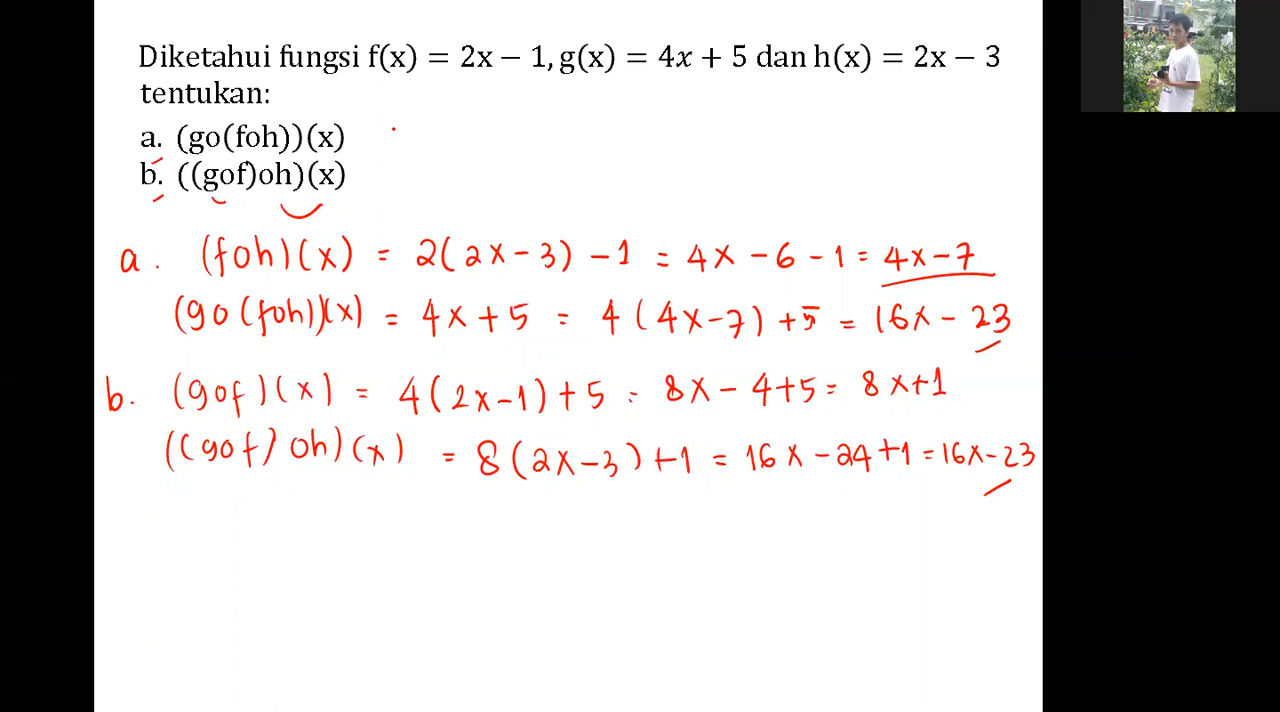 Diketahui fungsi f(x) = 2x − 1, g(x) = 4x + 5 dan h(x) = 2x − 3
tentukan:
a. (go(foh))(x)
b. ((gof)oh)(x)
a. (foh)(x) = 2(2x-3) -1 = 4x -6 -1 = 4x-7
(go(foh))(x) = 4x+5 = 4(4x-7)+5 = 16x - 23
b. (gof)(x) = 4(2x-1)+5 = 8x-4+5 = 8x+1
((gof)oh)(x) = 8(2x-3)+1 = 16x-24+1 = 16x-23